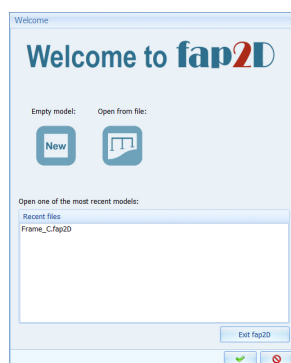 Welcome
Welcome to fap2D
Empty model: Open from file:
New
Open one of the most recent models:
Recent files
Frame_C.fap2D
Exit fap2D